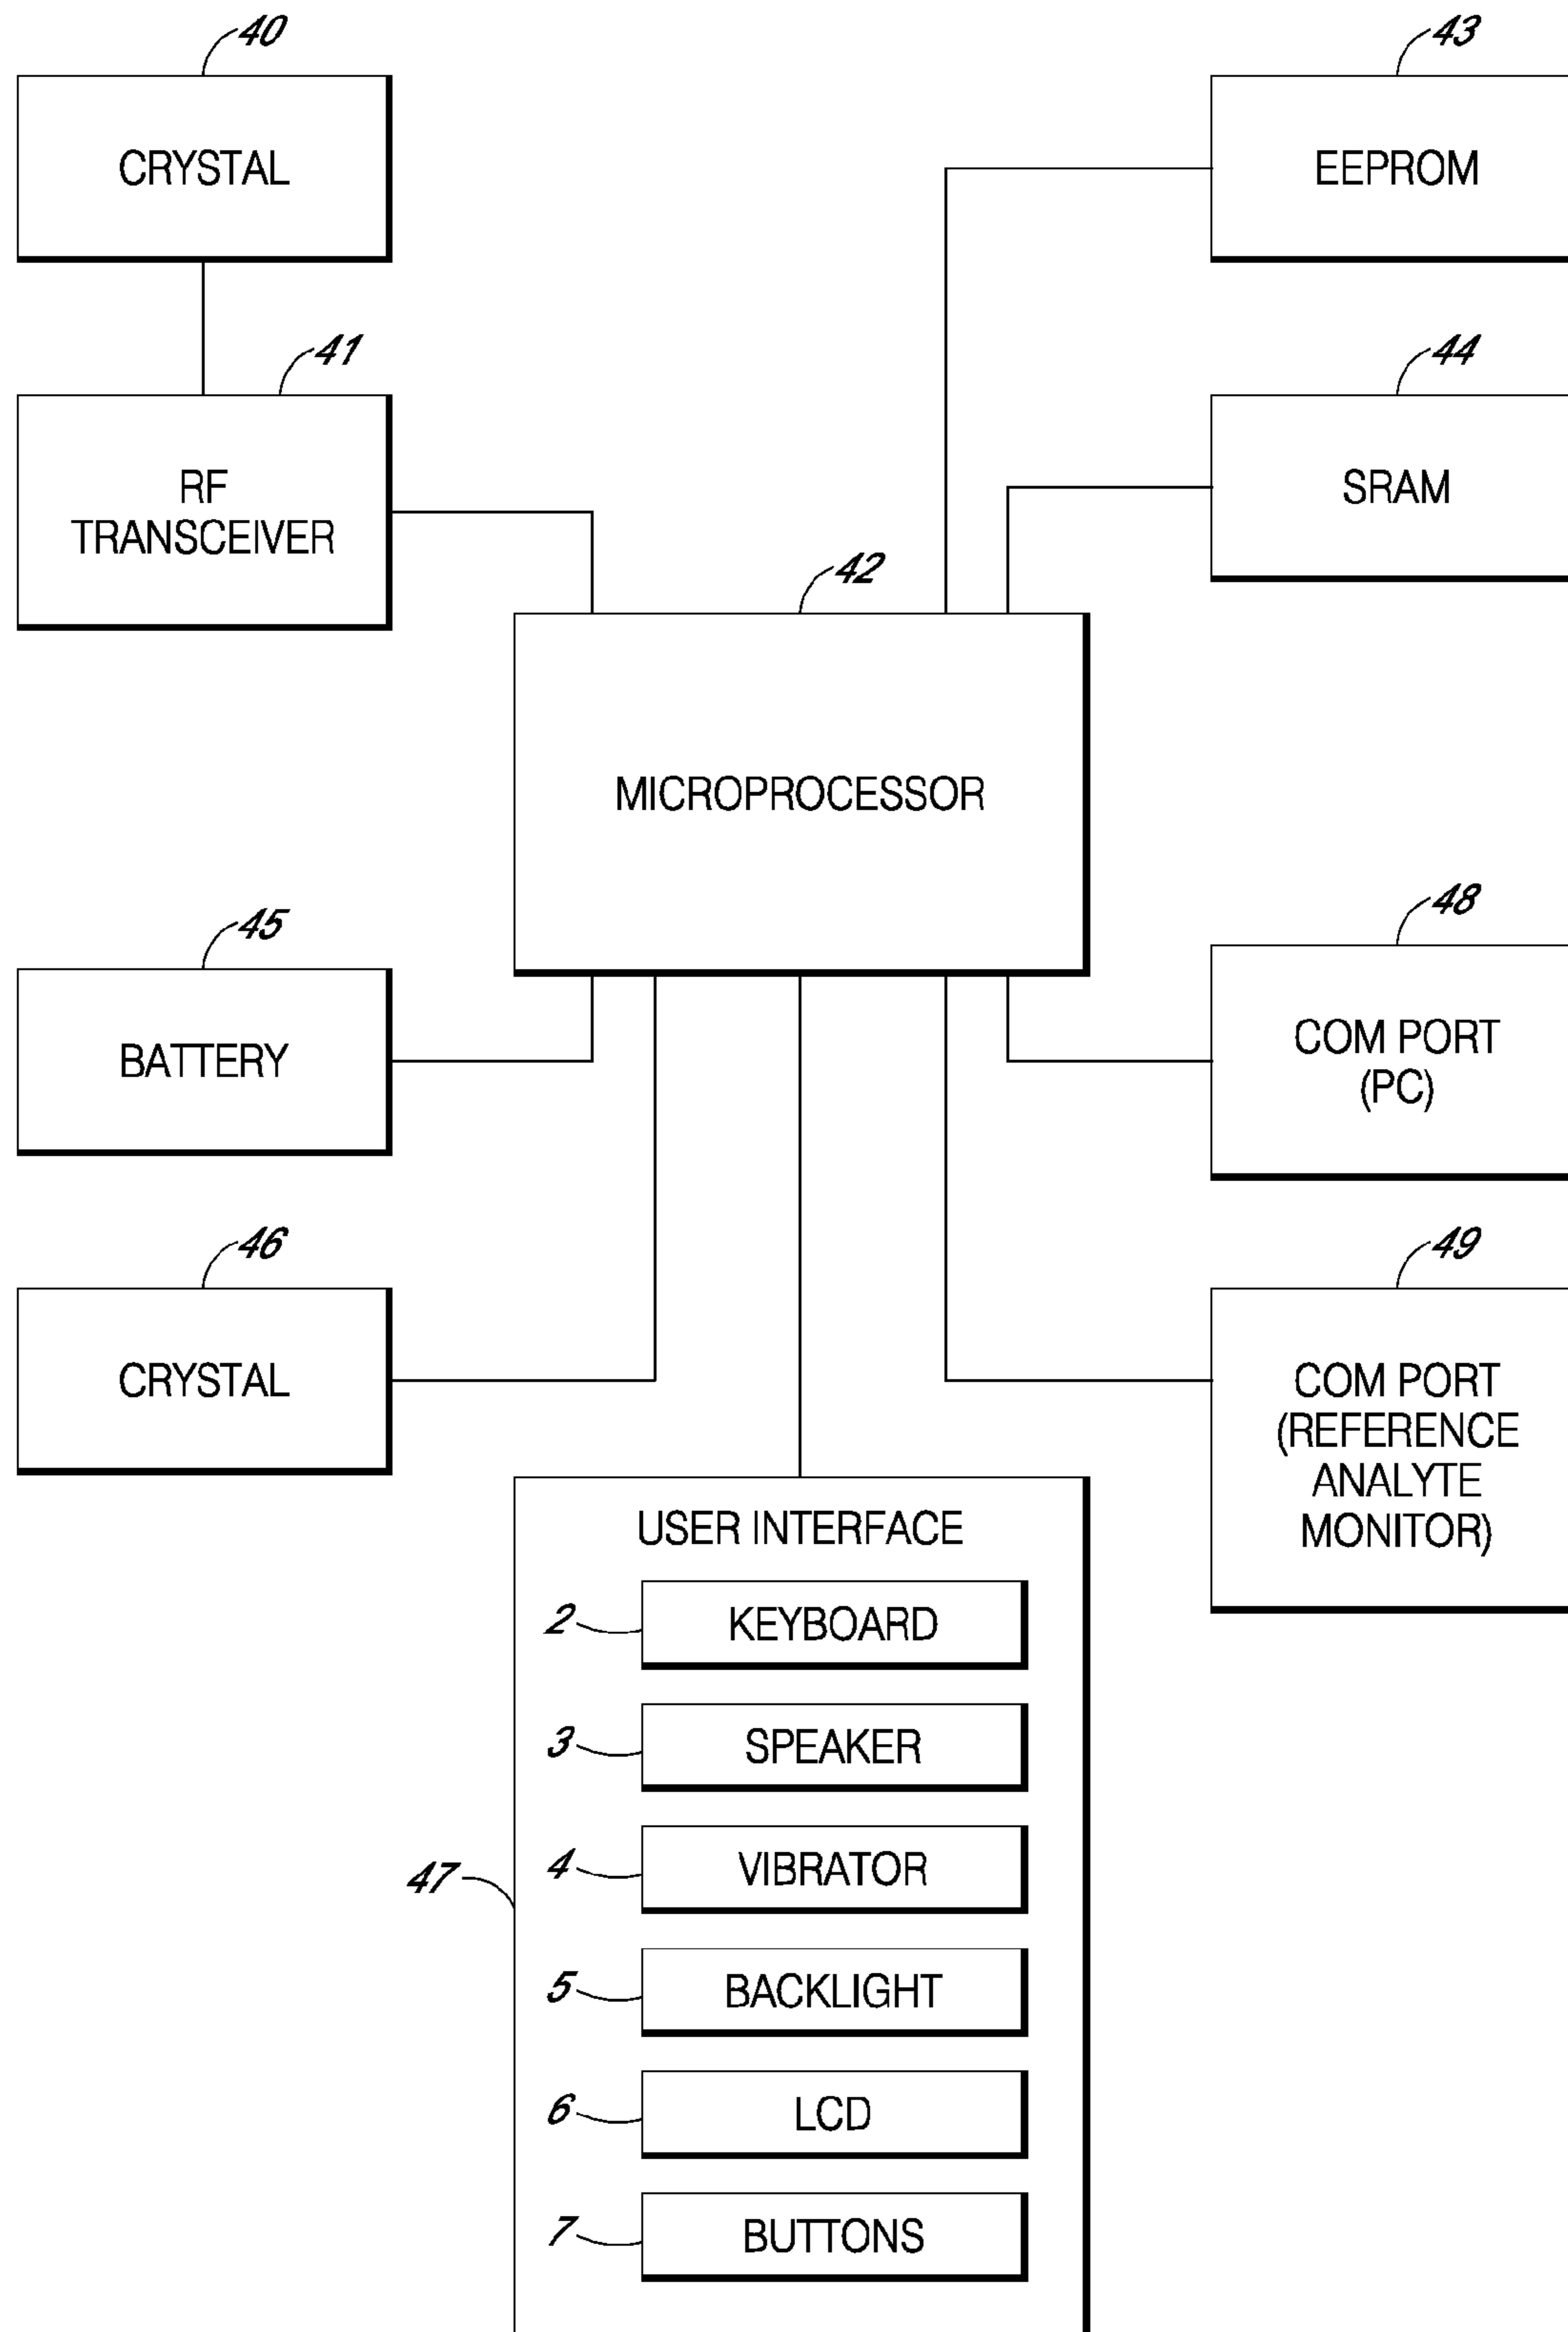 40
CRYSTAL
43
EEPROM
41
RF
TRANSCEIVER
44
SRAM
42
MICROPROCESSOR
45
BATTERY
48
COM PORT
(PC)
46
CRYSTAL
49
COM PORT
(REFERENCE
ANALYTE
MONITOR)
47
USER INTERFACE
2
KEYBOARD
3
SPEAKER
4
VIBRATOR
5
BACKLIGHT
6
LCD
7
BUTTONS